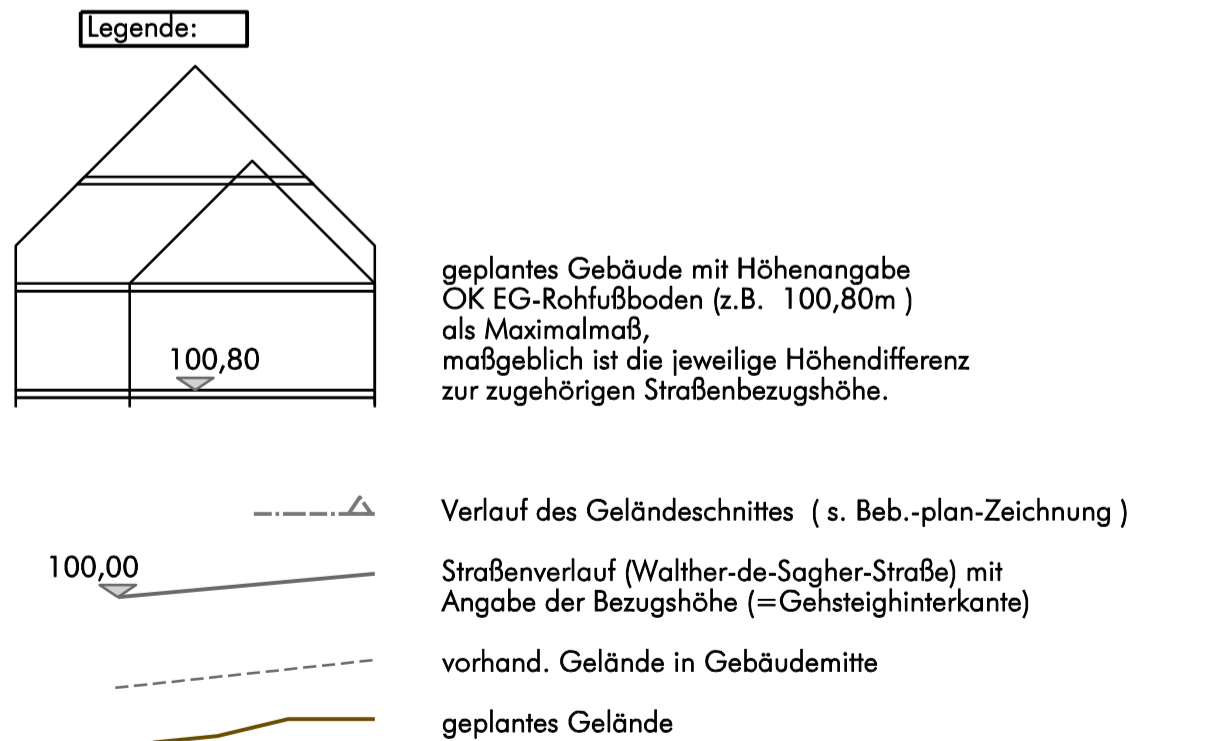 Legende:
geplantes Gebäude mit Höhenangabe
OK EG-Rohfußboden (z.B. 100,80m )
als Maximalmaß,
100,80
maßgeblich ist die jeweilige Höhendifferenz
zur zugehörigen Straßenbezugshöhe.
Verlauf des Geländeschnittes ( s. Beb.-plan-Zeichnung )
100,00
Straßenverlauf (Walther-de-Sagher-Straße) mit
Angabe der Bezugshöhe (=Gehsteighinterkante)
vorhand. Gelände in Gebäudemitte
geplantes Gelände